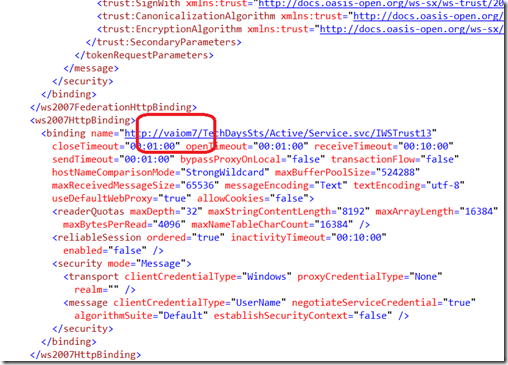 <trust:SignWith xmlns:trust="http://docs.oasis-open.org/ws-sx/ws-trust/20
<trust:CanonicalizationAlgorithm xmlns:trust="http://docs.oasis-open.org/
<trust:EncryptionAlgorithm xmlns:trust="http://docs.oasis-open.org/ws-sx/
</trust:SecondaryParameters>
</tokenRequestParameters>
</message>
</security>
</binding>
</ws2007FederationHttpBinding>
<ws2007HttpBinding>
<binding name="http://vaiom7/TechDaysSts/Active/Service.svc/IWSTrust13"
closeTimeout="00:01:00" openTimeout="00:01:00" receiveTimeout="00:10:00"
sendTimeout="00:01:00" bypassProxyOnLocal="false" transactionFlow="false"
hostNameComparisonMode="StrongWildcard" maxBufferPoolSize="524288"
maxReceivedMessageSize="65536" messageEncoding="Text" textEncoding="utf-8"
useDefaultWebProxy="true" allowCookies="false">
<readerQuotas maxDepth="32" maxStringContentLength="8192" maxArrayLength="16384"
maxBytesPerRead="4096" maxNameTableCharCount="16384" />
<reliableSession ordered="true" inactivityTimeout="00:10:00"
enabled="false" />
<security mode="Message">
<transport clientCredentialType="Windows" proxyCredentialType="None"
realm="" />
<message clientCredentialType="UserName" negotiateServiceCredential="true"
algorithmSuite="Default" establishSecurityContext="false" />
</security>
</binding>
</ws2007HttpBinding>